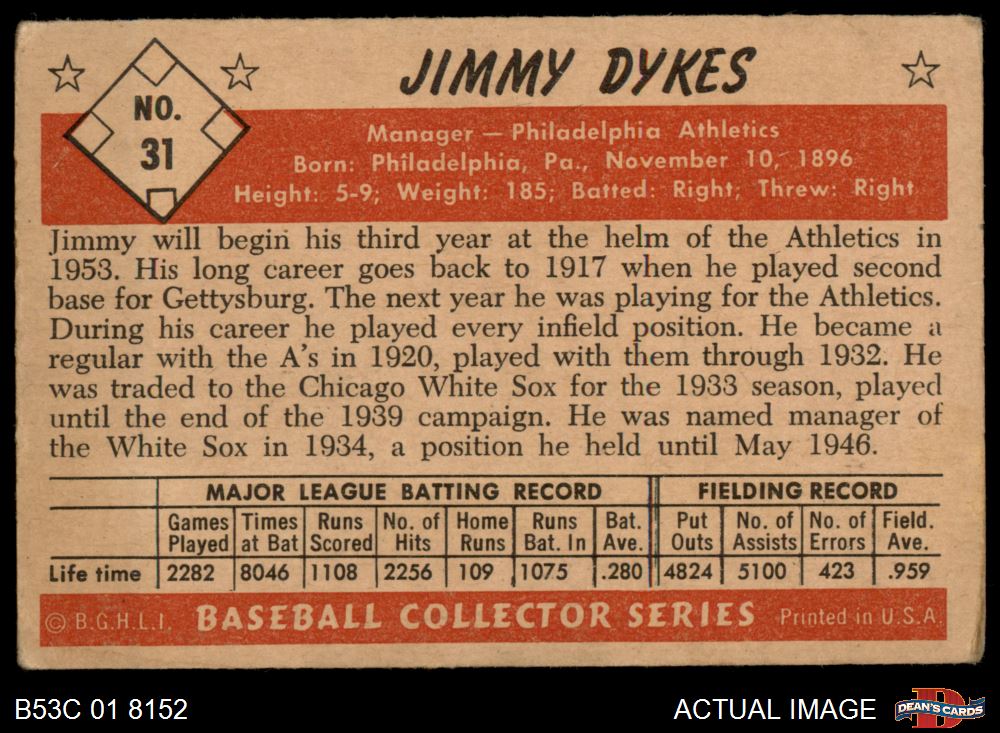 NO.
31
JIMMY DYKES
Manager — Philadelphia Athletics
Born: Philadelphia, Pa., November 10, 1896
Height: 5-9; Weight: 185; Batted: Right; Threw: Right
Jimmy will begin his third year at the helm of the Athletics in
1953. His long career goes back to 1917 when he played second
base for Gettysburg. The next year he was playing for the Athletics.
During his career he played every infield position. He became a
regular with the A's in 1920, played with them through 1932. He
was traded to the Chicago White Sox for the 1933 season, played
until the end of the 1939 campaign. He was named manager of
the White Sox in 1934, a position he held until May 1946.
MAJOR LEAGUE BATTING RECORD FIELDING RECORD
Games Times Runs No. of Home Runs Bat. Put No. of No. of Field.
Played at Bat Scored Hits Runs Bat. In Ave. Outs Assists Errors Ave.
Life time 2282 8046 1108 2256 109 1075 .280 4824 5100 423 .959
© B.G.H.L.I. BASEBALL COLLECTOR SERIES Printed in U.S.A.
B53C 01 8152 ACTUAL IMAGE D DEAN'S CARDS